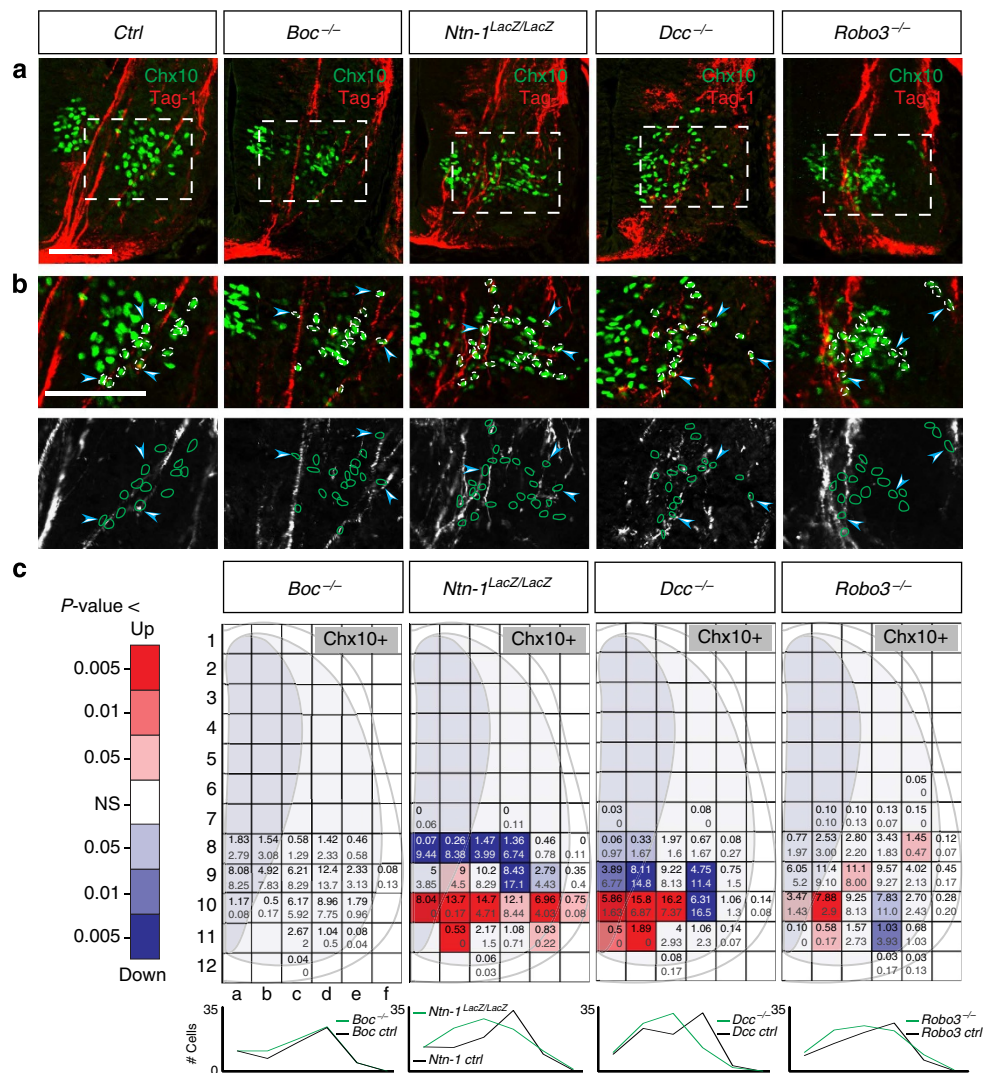 Ctrl
Boc−/−
Ntn-1LacZ/LacZ
Dcc−/−
Robo3−/−
a
Chx10 Chx10 Chx10 Chx10 Chx10
Tag-1 Tag-1 Tag-1 Tag-1 Tag-1
b
c
Boc−/−
Ntn-1LacZ/LacZ
Dcc−/−
Robo3−/−
P-value <
Up
0.005
0.01
0.05
NS
0.05
0.01
0.005
Down
1
2
3
4
5
6
7
8
9
10
11
12
a b c d e f
Chx10+
1.83 1.54 0.58 1.42 0.46
2.79 3.08 1.29 2.33 0.58
8.08 4.92 6.21 12.4 2.33 0.08
8.25 7.83 8.29 13.7 3.13 0.13
1.17 0.5 6.17 8.96 1.79
0.08 0.17 5.92 7.75 0.96
2.67 1.04 0.08
2 0.5 0.04
0.04
0
Chx10+
0 0
0.06 0.11
0.07 0.26 1.47 1.36 0.46 0
9.44 8.38 3.99 6.74 0.78 0.11
5 9 10.2 8.43 2.79 0.35
3.85 4.5 8.29 17.1 4.43 0.4
8.04 13.7 14.7 12.1 6.96 0.75
0 0.17 4.71 8.44 4.03 0.08
0.53 2.17 1.08 0.83
0 1.5 0.71 0.22
0.06
0.03
Chx10+
0.03 0.08
0 0
0.06 0.33 1.97 0.67 0.08
0.97 1.67 1.6 1.67 0.27
3.89 8.11 9.22 4.75 0.75
6.77 14.8 8.13 11.4 1.5
5.86 15.8 16.2 6.31 1.06 0.14
1.63 6.87 7.37 16.5 1.3 0.08
0.5 1.89 4 1.06 0.14
0 0 2.93 2.3 0.07
0.08
0.17
Chx10+
0.05
0
0.10 0.13 0.15
0.10 0.10 0.07 0
0.77 2.53 2.80 3.43 1.45 0.12
1.97 3.00 2.20 1.83 0.47 0.07
6.05 11.4 11.1 9.57 4.02 0.45
5.2 9.10 8.00 9.27 2.13 0.17
3.47 7.88 9.25 7.83 2.70 0.28
1.43 2.9 8.13 11.0 2.43 0.20
0.10 0.58 1.57 1.03 0.68
0 0.17 2.73 3.93 1.03
0.03 0.03
0.17 0.13
# Cells
35
0
Boc−/−
Boc ctrl
35
Ntn-1LacZ/LacZ
Ntn-1 ctrl
35
Dcc−/−
Dcc ctrl
35
Robo3−/−
Robo3 ctrl